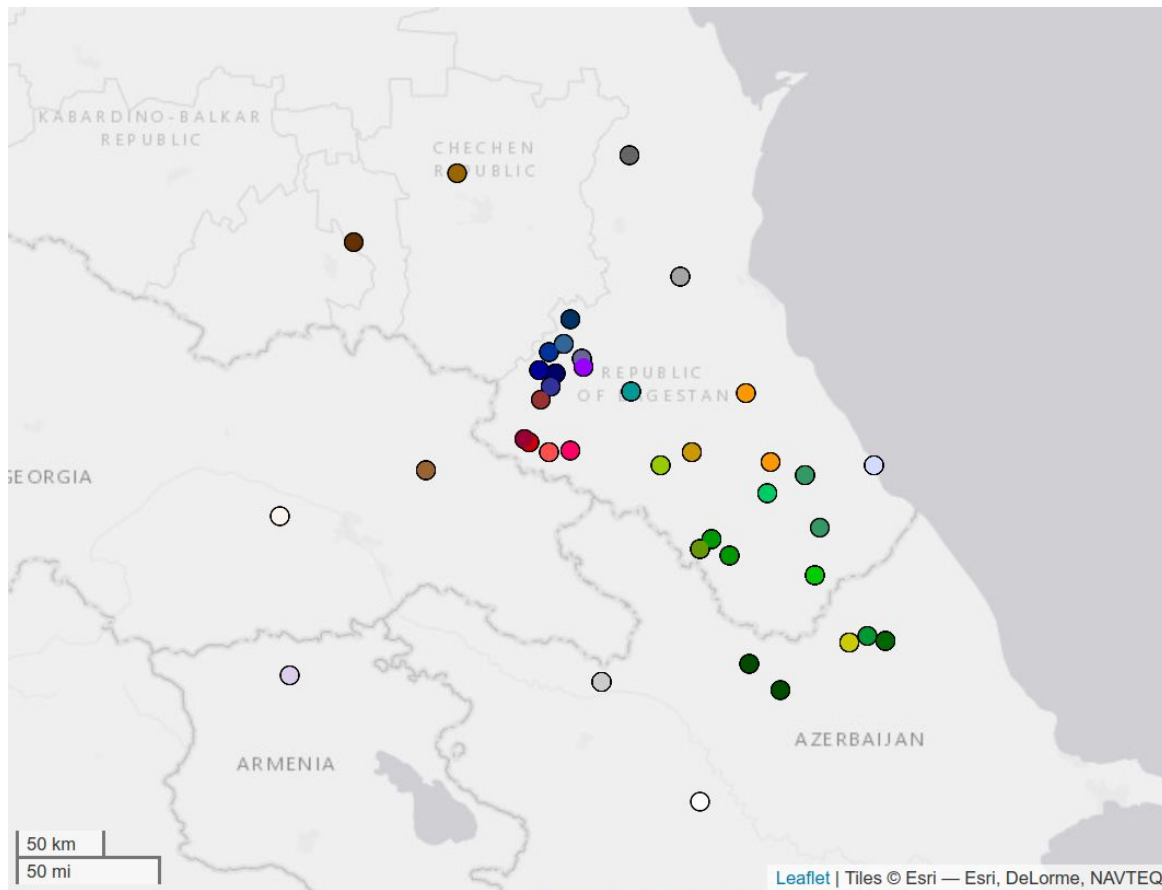 KABARDINO-BALKAR
REPUBLIC
CHECHEN
REPUBLIC
REPUBLIC
OF DAGESTAN
GEORGIA
AZERBAIJAN
ARMENIA
50 km
50 mi
Leaflet | Tiles © Esri — Esri, DeLorme, NAVTEQ